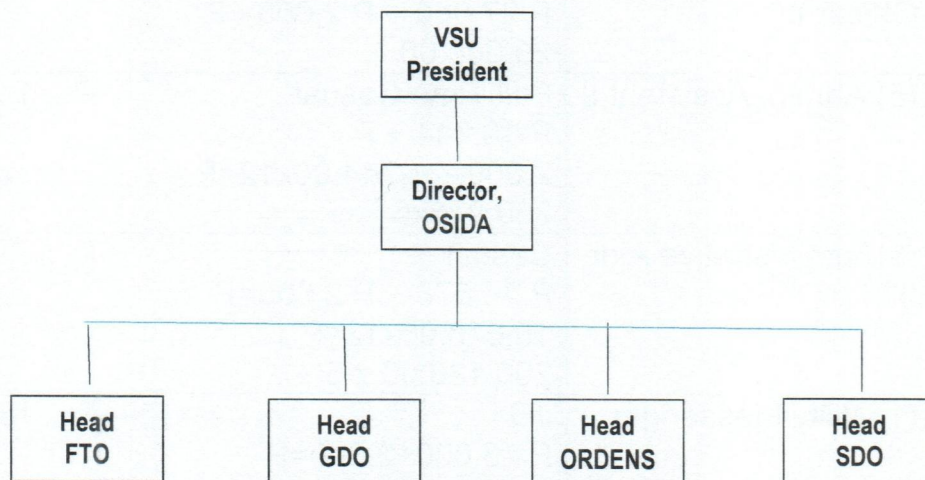 VSU
President
Director,
OSIDA
Head
FTO
Head
GDO
Head
ORDENS
Head
SDO